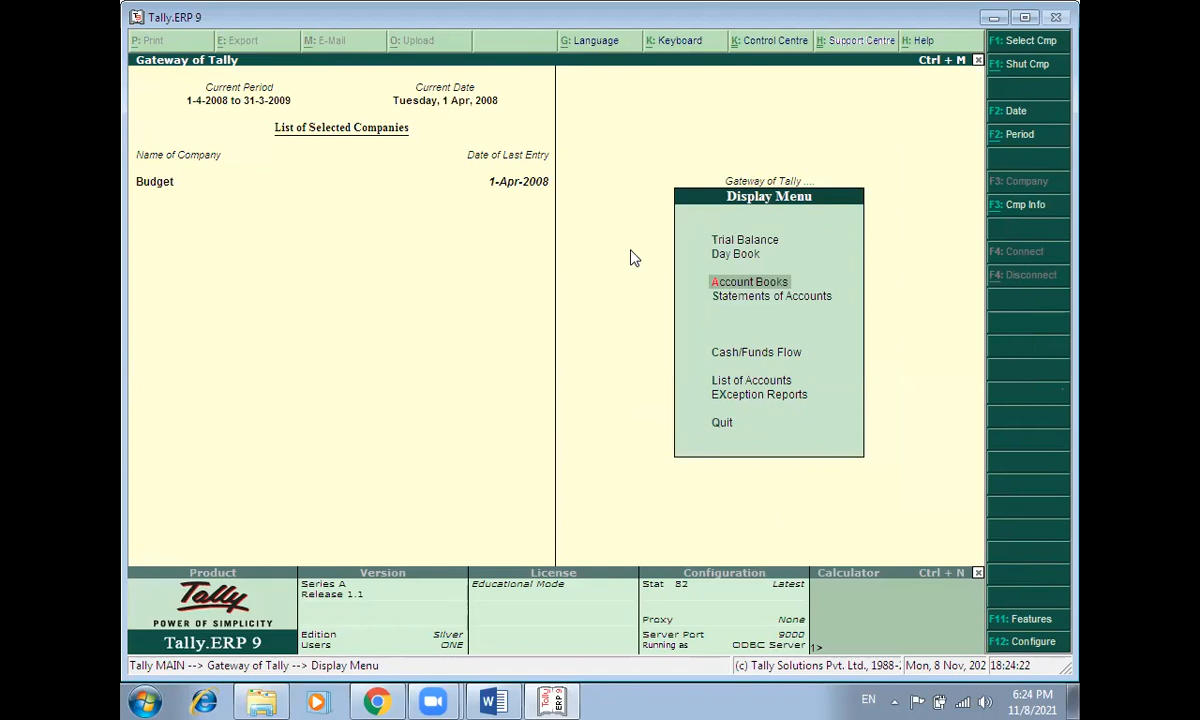 Tally.ERP 9
P: Print E: Export M: E-Mail O: Upload G: Language K: Keyboard K: Control Centre H: Support Centre H: Help
Gateway of Tally Ctrl + M
Current Period Current Date
1-4-2008 to 31-3-2009 Tuesday, 1 Apr, 2008
List of Selected Companies
Name of Company Date of Last Entry
Budget 1-Apr-2008
Gateway of Tally ....
Display Menu
Trial Balance
Day Book
Account Books
Statements of Accounts
Cash/Funds Flow
List of Accounts
EXception Reports
Quit
F1: Select Cmp
F1: Shut Cmp
F2: Date
F2: Period
F3: Company
F3: Cmp Info
F4: Connect
F4: Disconnect
F11: Features
F12: Configure
Product Version License Configuration Calculator Ctrl + N
Tally
POWER OF SIMPLICITY
Tally.ERP 9
Series A
Release 1.1
Edition Silver
Users ONE
Educational Mode
Stat 82 Latest
Proxy None
Server Port 9000
Running as ODBC Server
1>
Tally MAIN --> Gateway of Tally --> Display Menu (c) Tally Solutions Pvt. Ltd., 1988-2 Mon, 8 Nov, 202 18:24:22
EN 6:24 PM
11/8/2021